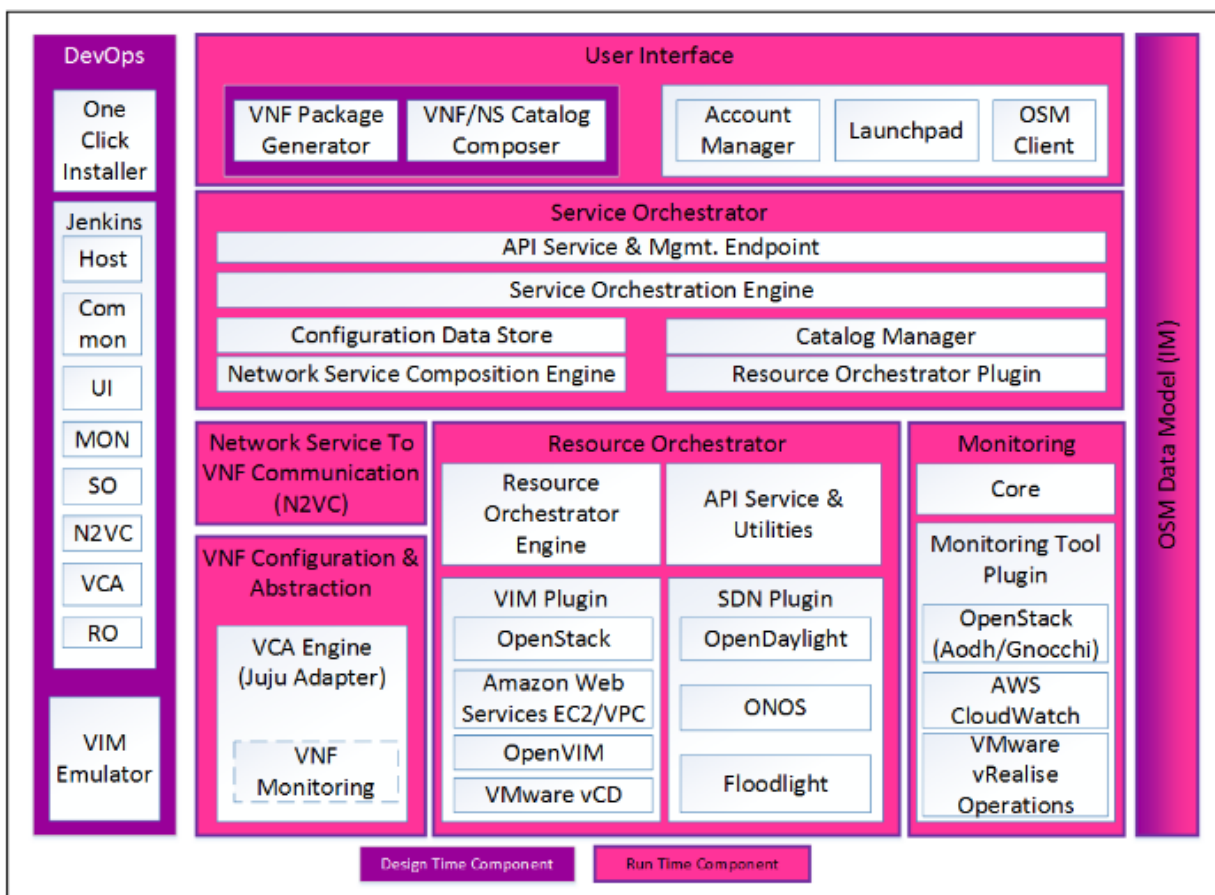 DevOps
One
Click
Installer
Jenkins
Host
Com
mon
UI
MON
SO
N2VC
VCA
RO
VIM
Emulator
User Interface
VNF Package
Generator
VNF/NS Catalog
Composer
Account
Manager
Launchpad
OSM
Client
Service Orchestrator
API Service & Mgmt. Endpoint
Service Orchestration Engine
Configuration Data Store
Catalog Manager
Network Service Composition Engine
Resource Orchestrator Plugin
Network Service To
VNF Communication
(N2VC)
VNF Configuration &
Abstraction
VCA Engine
(Juju Adapter)
VNF
Monitoring
Resource Orchestrator
Resource
Orchestrator
Engine
API Service &
Utilities
VIM Plugin
OpenStack
Amazon Web
Services EC2/VPC
OpenVIM
VMware vCD
SDN Plugin
OpenDaylight
ONOS
Floodlight
Monitoring
Core
Monitoring Tool
Plugin
OpenStack
(Aodh/Gnocchi)
AWS
CloudWatch
VMware
vRealise
Operations
OSM Data Model (IM)
Design Time Component
Run Time Component